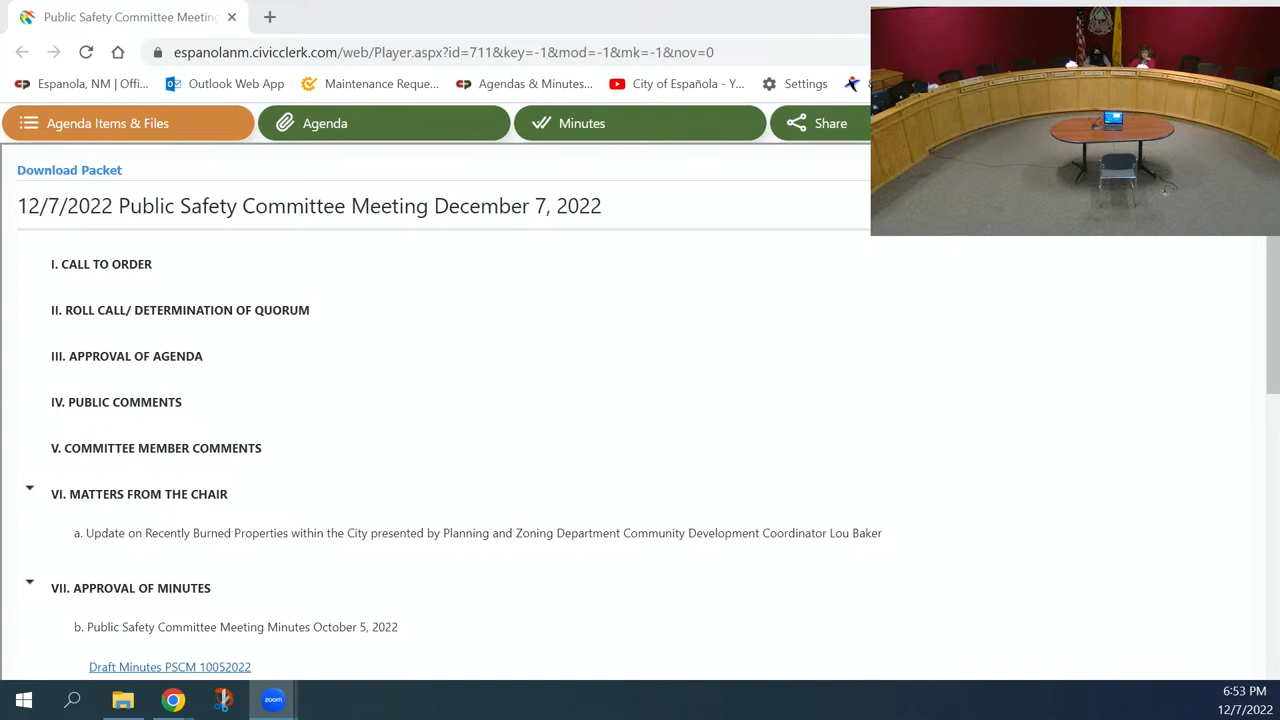 Public Safety Committee Meeting
espanolanm.civicclerk.com/web/Player.aspx?id=711&key=-1&mod=-1&mk=-1&nov=0
Espanola, NM | Offi... Outlook Web App Maintenance Reque... Agendas & Minutes... City of Española - Y... Settings
Agenda Items & Files Agenda Minutes Share
Download Packet
12/7/2022 Public Safety Committee Meeting December 7, 2022
I. CALL TO ORDER
II. ROLL CALL/ DETERMINATION OF QUORUM
III. APPROVAL OF AGENDA
IV. PUBLIC COMMENTS
V. COMMITTEE MEMBER COMMENTS
VI. MATTERS FROM THE CHAIR
a. Update on Recently Burned Properties within the City presented by Planning and Zoning Department Community Development Coordinator Lou Baker
VII. APPROVAL OF MINUTES
b. Public Safety Committee Meeting Minutes October 5, 2022
Draft Minutes PSCM 10052022
zoom
6:53 PM
12/7/2022